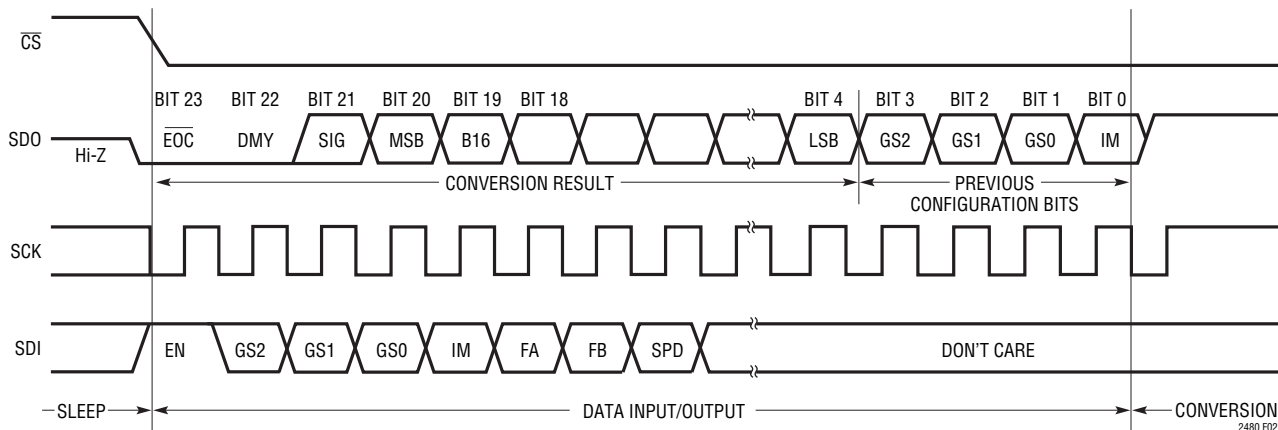 CS
BIT 23 BIT 22 BIT 21 BIT 20 BIT 19 BIT 18 BIT 4 BIT 3 BIT 2 BIT 1 BIT 0
SDO Hi-Z EOC DMY SIG MSB B16 LSB GS2 GS1 GS0 IM
CONVERSION RESULT PREVIOUS
CONFIGURATION BITS
SCK
SDI EN GS2 GS1 GS0 IM FA FB SPD DON'T CARE
SLEEP DATA INPUT/OUTPUT CONVERSION
2480 F02